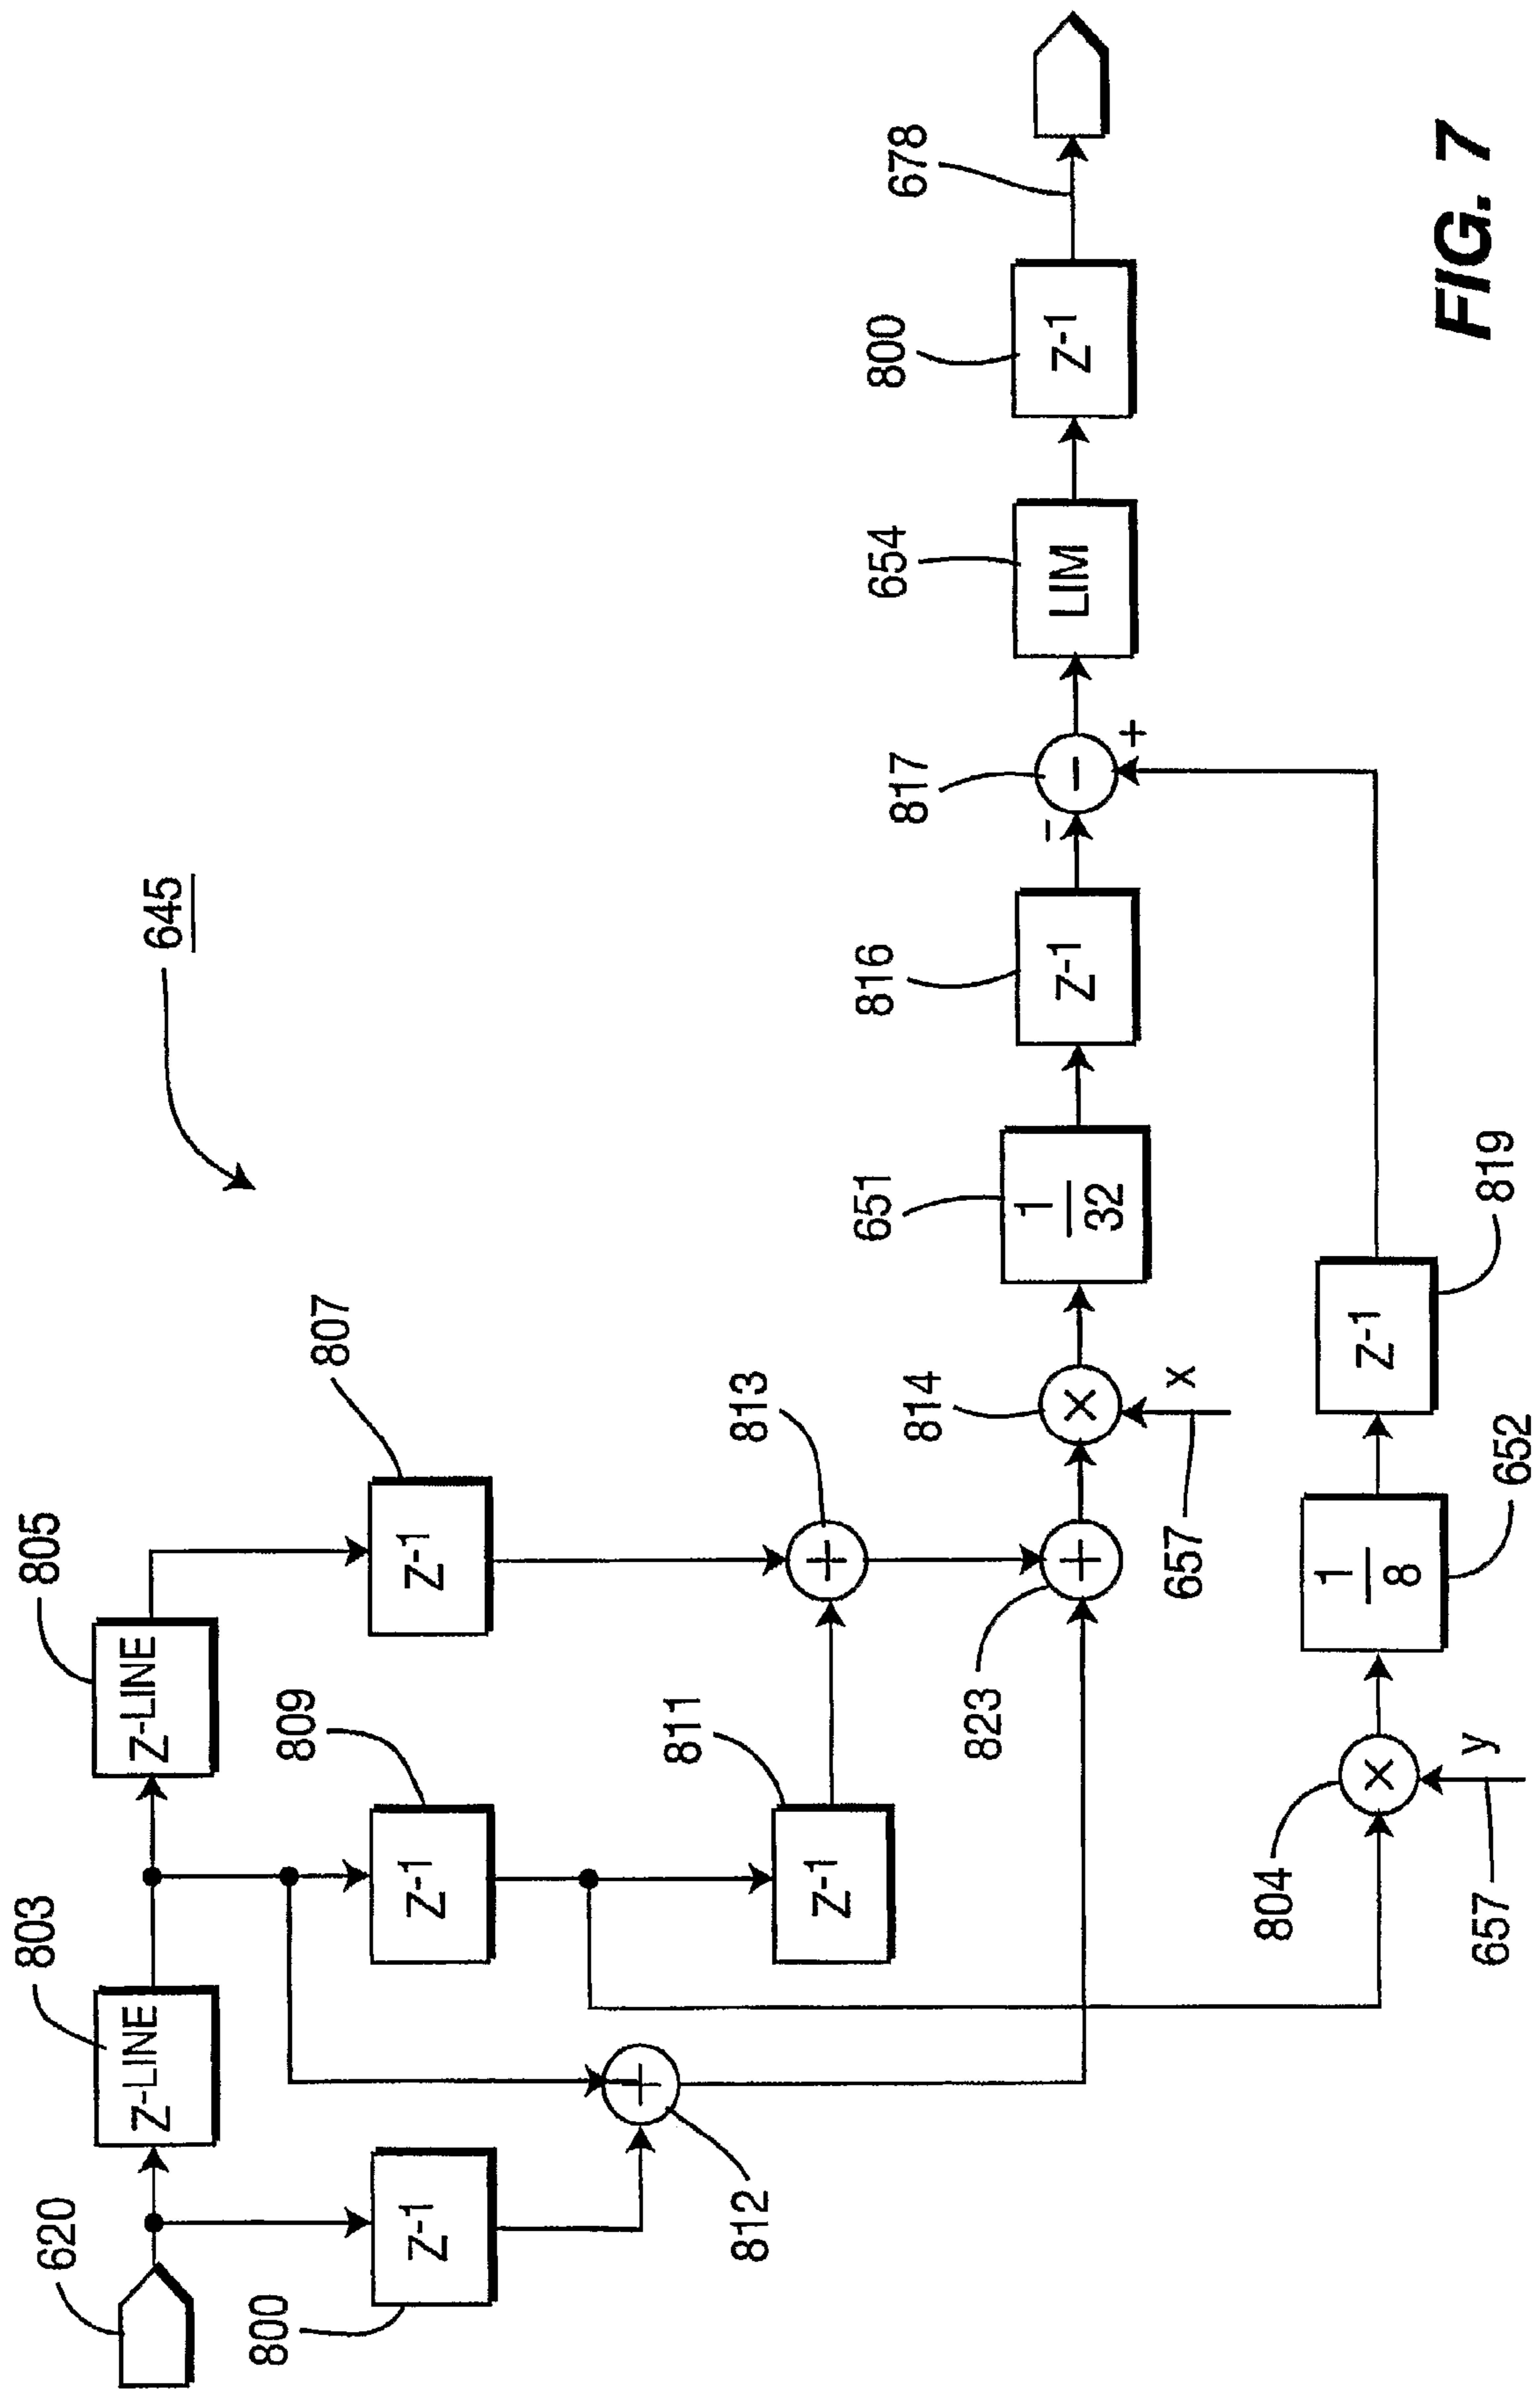 645
620
803
Z-LINE
805
Z-LINE
800
Z-1
809
Z-1
807
Z-1
812
+
811
Z-1
813
+
823
+
814
×
x
657
651
1
32
816
Z-1
-
817
-
+
654
LIM
800
Z-1
678
804
×
y
657
652
1
8
819
Z-1
FIG. 7